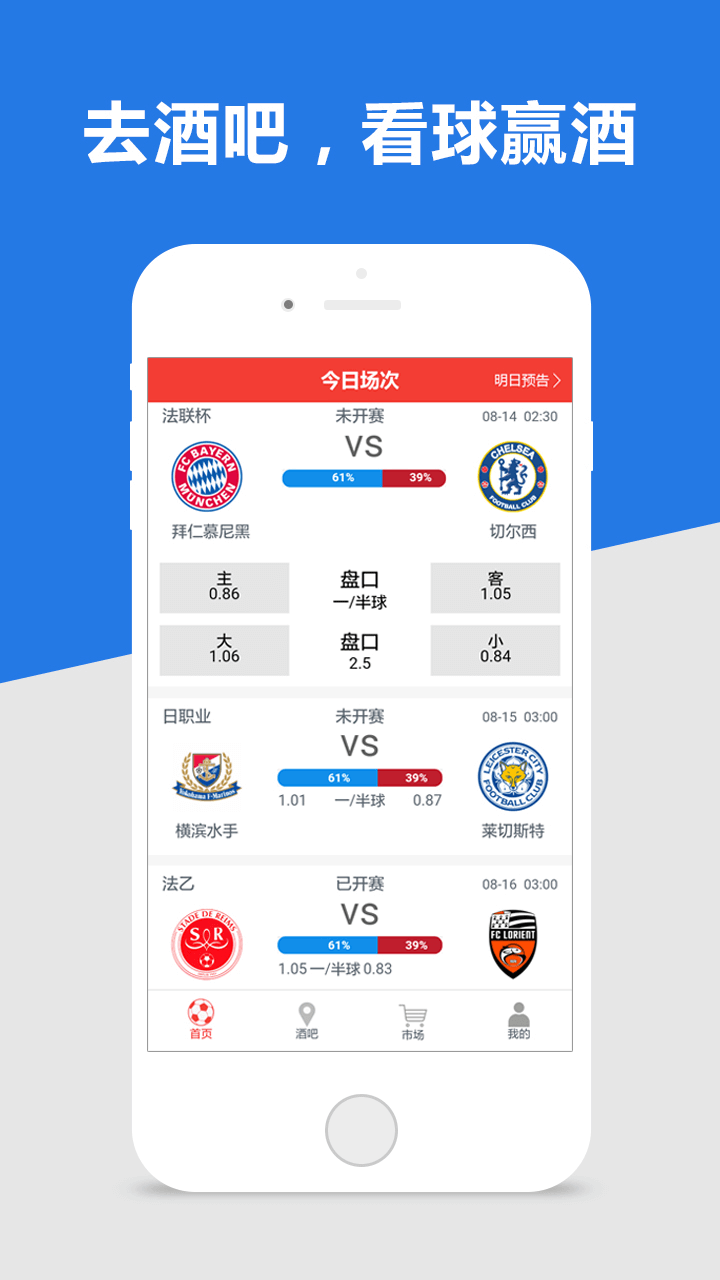 去酒吧，看球赢酒
今日场次 明日预告
法联杯 未开赛 08-14 02:30
VS
FC BAYERN MÜNCHEN
CHELSEA FOOTBALL CLUB
61% 39%
拜仁慕尼黑 切尔西
主 盘口 客
0.86 一/半球 1.05
大 盘口 小
1.06 2.5 0.84
日职业 未开赛 08-15 03:00
VS
Yokohama F·Marinos
LEICESTER CITY FOOTBALL CLUB
61% 39%
1.01 一/半球 0.87
横滨水手 莱切斯特
法乙 已开赛 08-16 03:00
VS
STADE DE REIMS
S R
FC LORIENT
61% 39%
1.05 一/半球 0.83
首页 酒吧 市场 我的